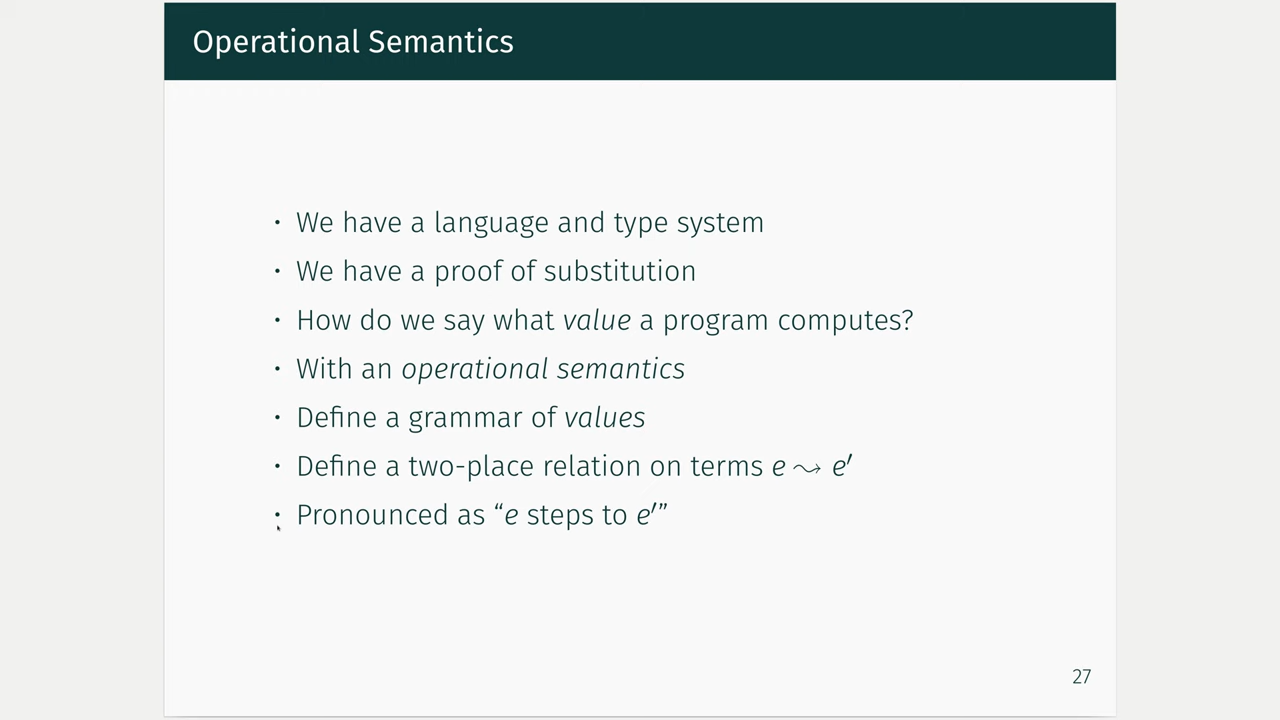 Operational Semantics
· We have a language and type system
· We have a proof of substitution
· How do we say what value a program computes?
· With an operational semantics
· Define a grammar of values
· Define a two-place relation on terms e ⤳ e′
· Pronounced as “e steps to e′”
27